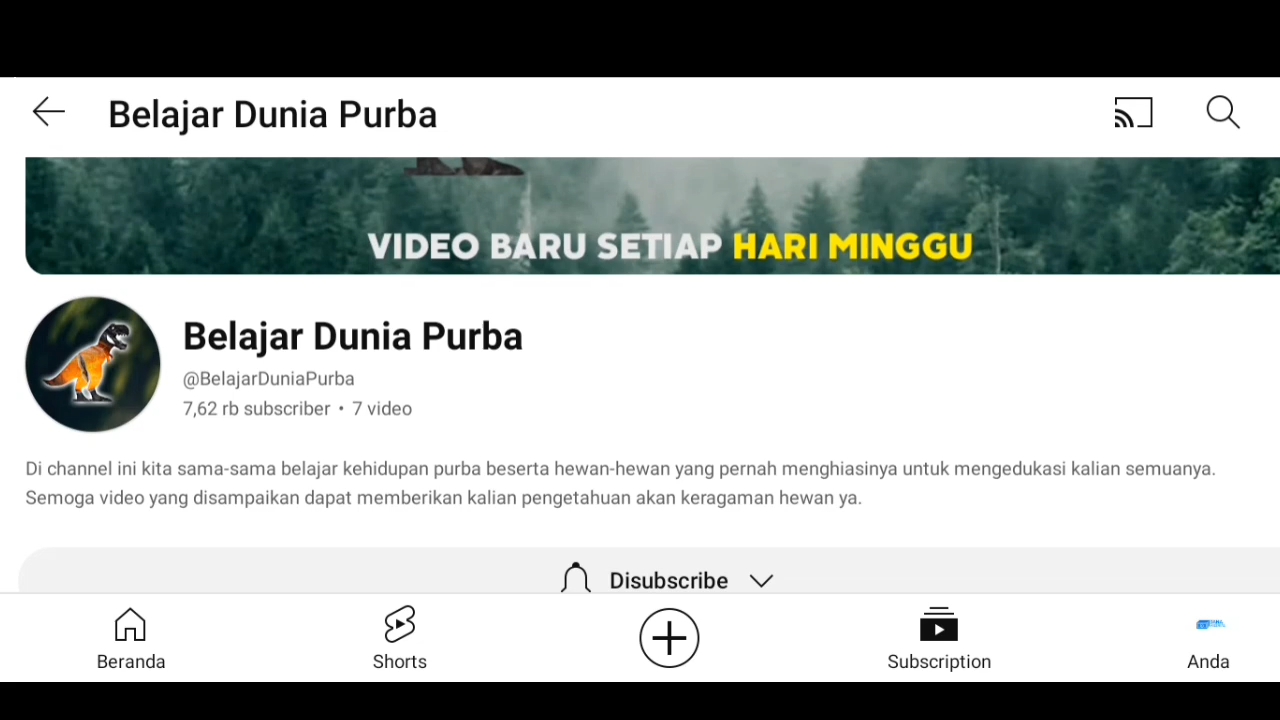 Belajar Dunia Purba
VIDEO BARU SETIAP HARI MINGGU
Belajar Dunia Purba
@BelajarDuniaPurba
7,62 rb subscriber • 7 video
Di channel ini kita sama-sama belajar kehidupan purba beserta hewan-hewan yang pernah menghiasinya untuk mengedukasi kalian semuanya.
Semoga video yang disampaikan dapat memberikan kalian pengetahuan akan keragaman hewan ya.
Disubscribe
Beranda
Shorts
Subscription
Anda